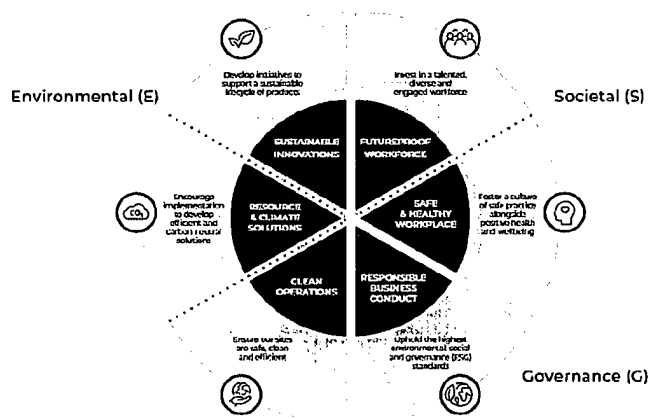 Develop initiatives to
support a sustainable
lifecycle of products
Invest in a talented,
diverse and
engaged workforce
Environmental (E)
Societal (S)
SUSTAINABLE
INNOVATIONS
FUTUREPROOF
WORKFORCE
Encourage
implementation
to develop
efficient and
carbon neutral
solutions
CO₂
RESOURCE
& CLIMATE
SOLUTIONS
SAFE
& HEALTHY
WORKPLACE
Foster a culture
of safe practice
alongside
positive health
and wellbeing
CLEAN
OPERATIONS
RESPONSIBLE
BUSINESS
CONDUCT
Ensure our sites
are safe, clean
and efficient
Uphold the highest
environmental, social
and governance (ESG)
standards
Governance (G)